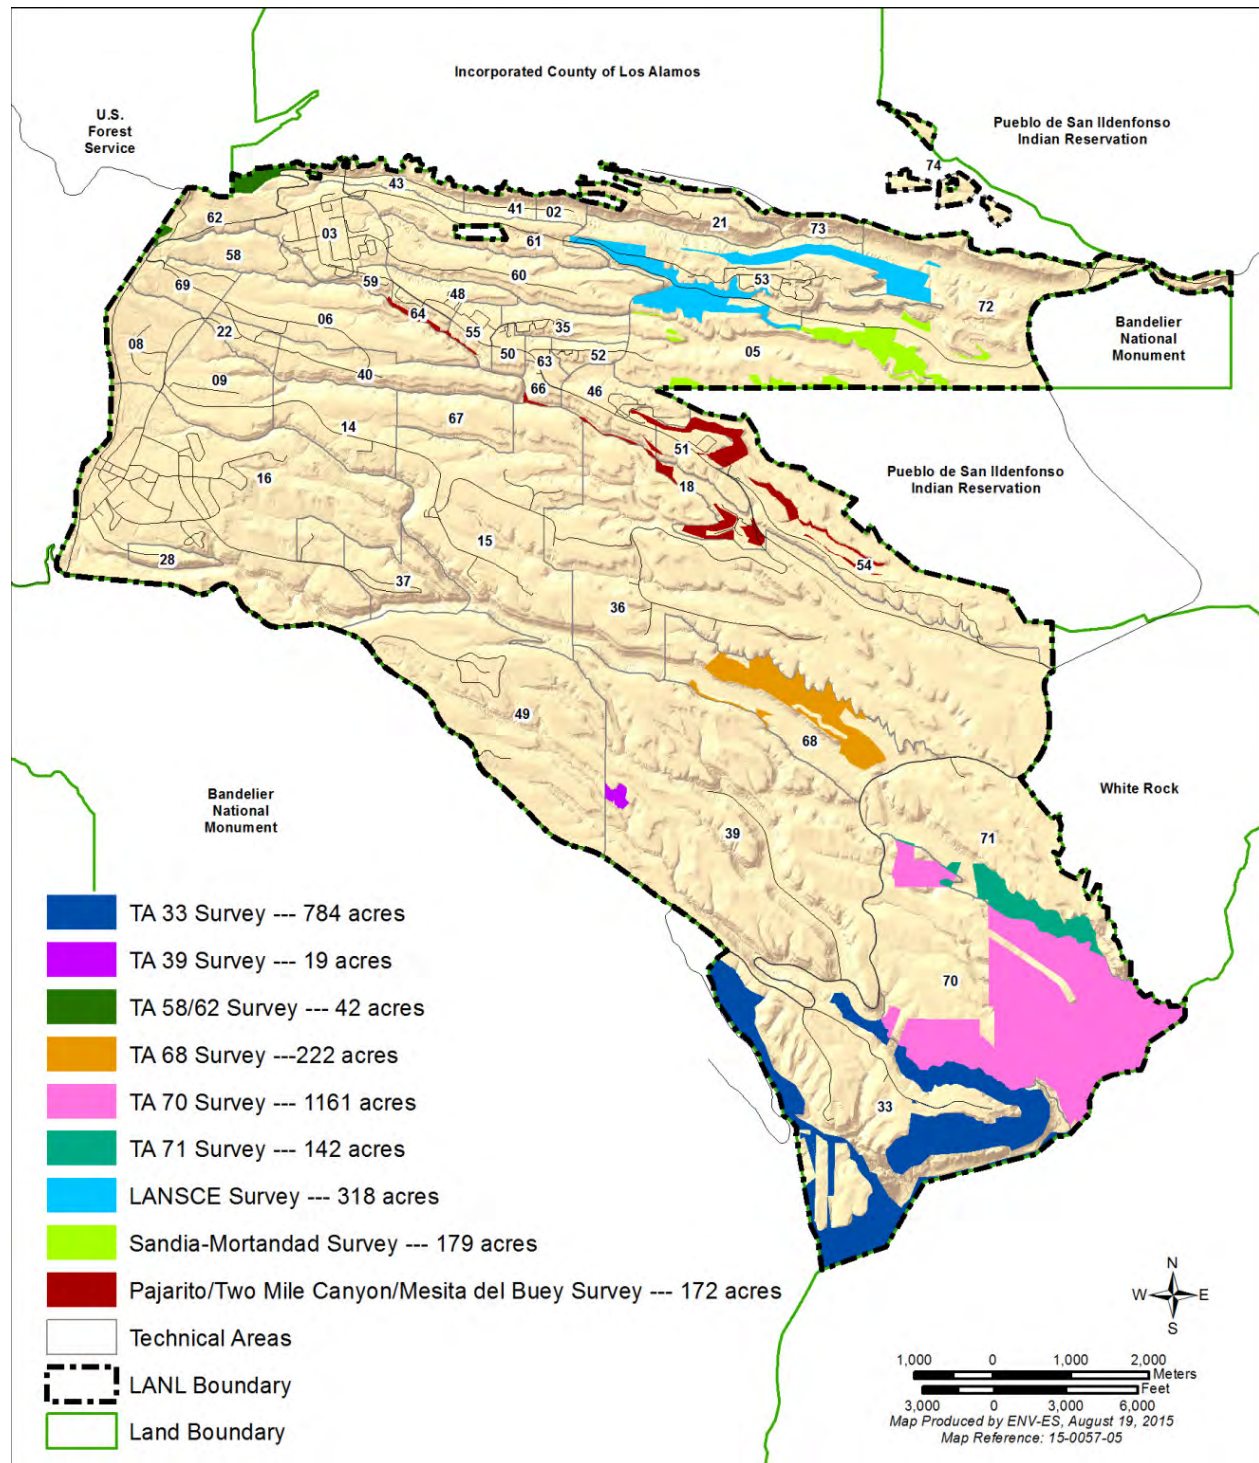 Incorporated County of Los Alamos
U.S.
Forest
Service
Pueblo de San Ildenfonso
Indian Reservation
74
43
41
02
21
73
62
03
61
58
53
59
60
69
48
72
64
06
55
35
22
05
Bandelier
National
Monument
08
50
63
52
09
40
66
46
67
14
51
Pueblo de San Ildenfonso
Indian Reservation
16
18
15
28
54
37
36
49
68
Bandelier
National
Monument
White Rock
39
71
70
33
TA 33 Survey --- 784 acres
TA 39 Survey --- 19 acres
TA 58/62 Survey --- 42 acres
TA 68 Survey ---222 acres
TA 70 Survey --- 1161 acres
TA 71 Survey --- 142 acres
LANSCE Survey --- 318 acres
Sandia-Mortandad Survey --- 179 acres
Pajarito/Two Mile Canyon/Mesita del Buey Survey --- 172 acres
Technical Areas
LANL Boundary
Land Boundary
N
W E
S
1,000 0 1,000 2,000
Meters
Feet
3,000 0 3,000 6,000
Map Produced by ENV-ES, August 19, 2015
Map Reference: 15-0057-05